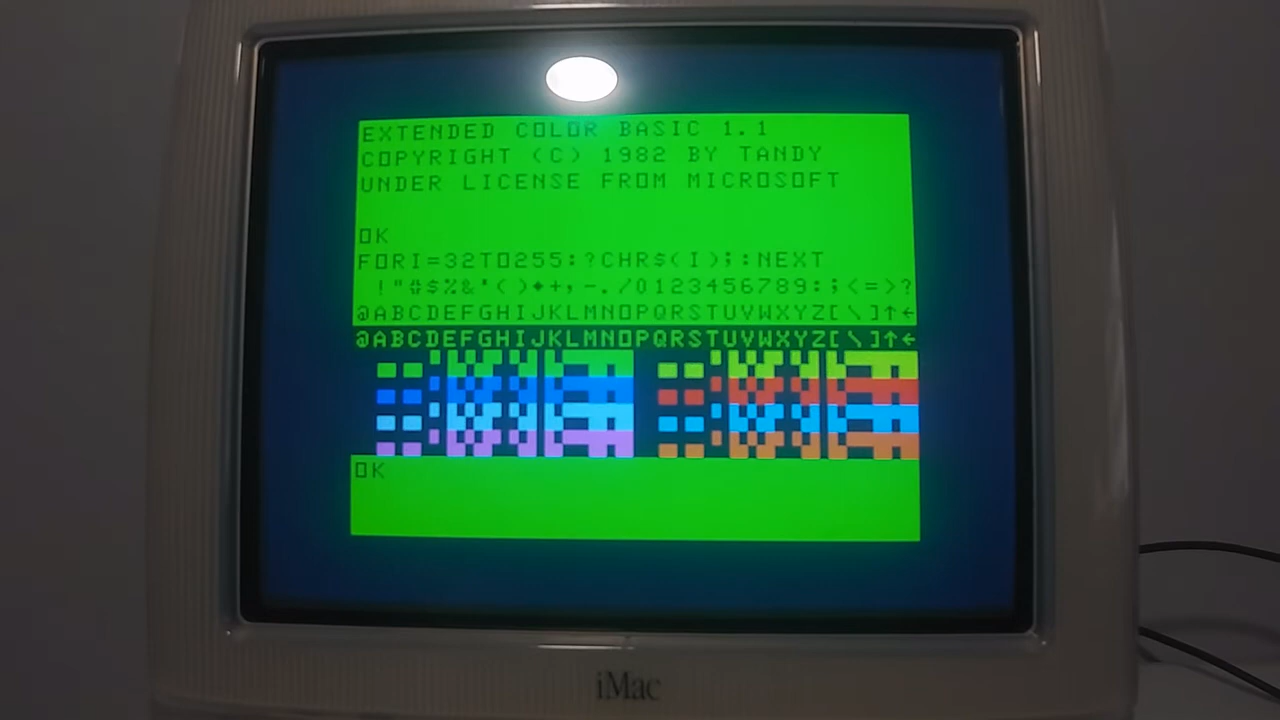 EXTENDED COLOR BASIC 1.1
COPYRIGHT (C) 1982 BY TANDY
UNDER LICENSE FROM MICROSOFT
OK
FORI=32TO255:?CHR$(I);:NEXT
!"#$%&'()*+,-./0123456789:;<=>?
@ABCDEFGHIJKLMNOPQRSTUVWXYZ[\]↑←
@ABCDEFGHIJKLMNOPQRSTUVWXYZ[\]↑←
OK
iMac